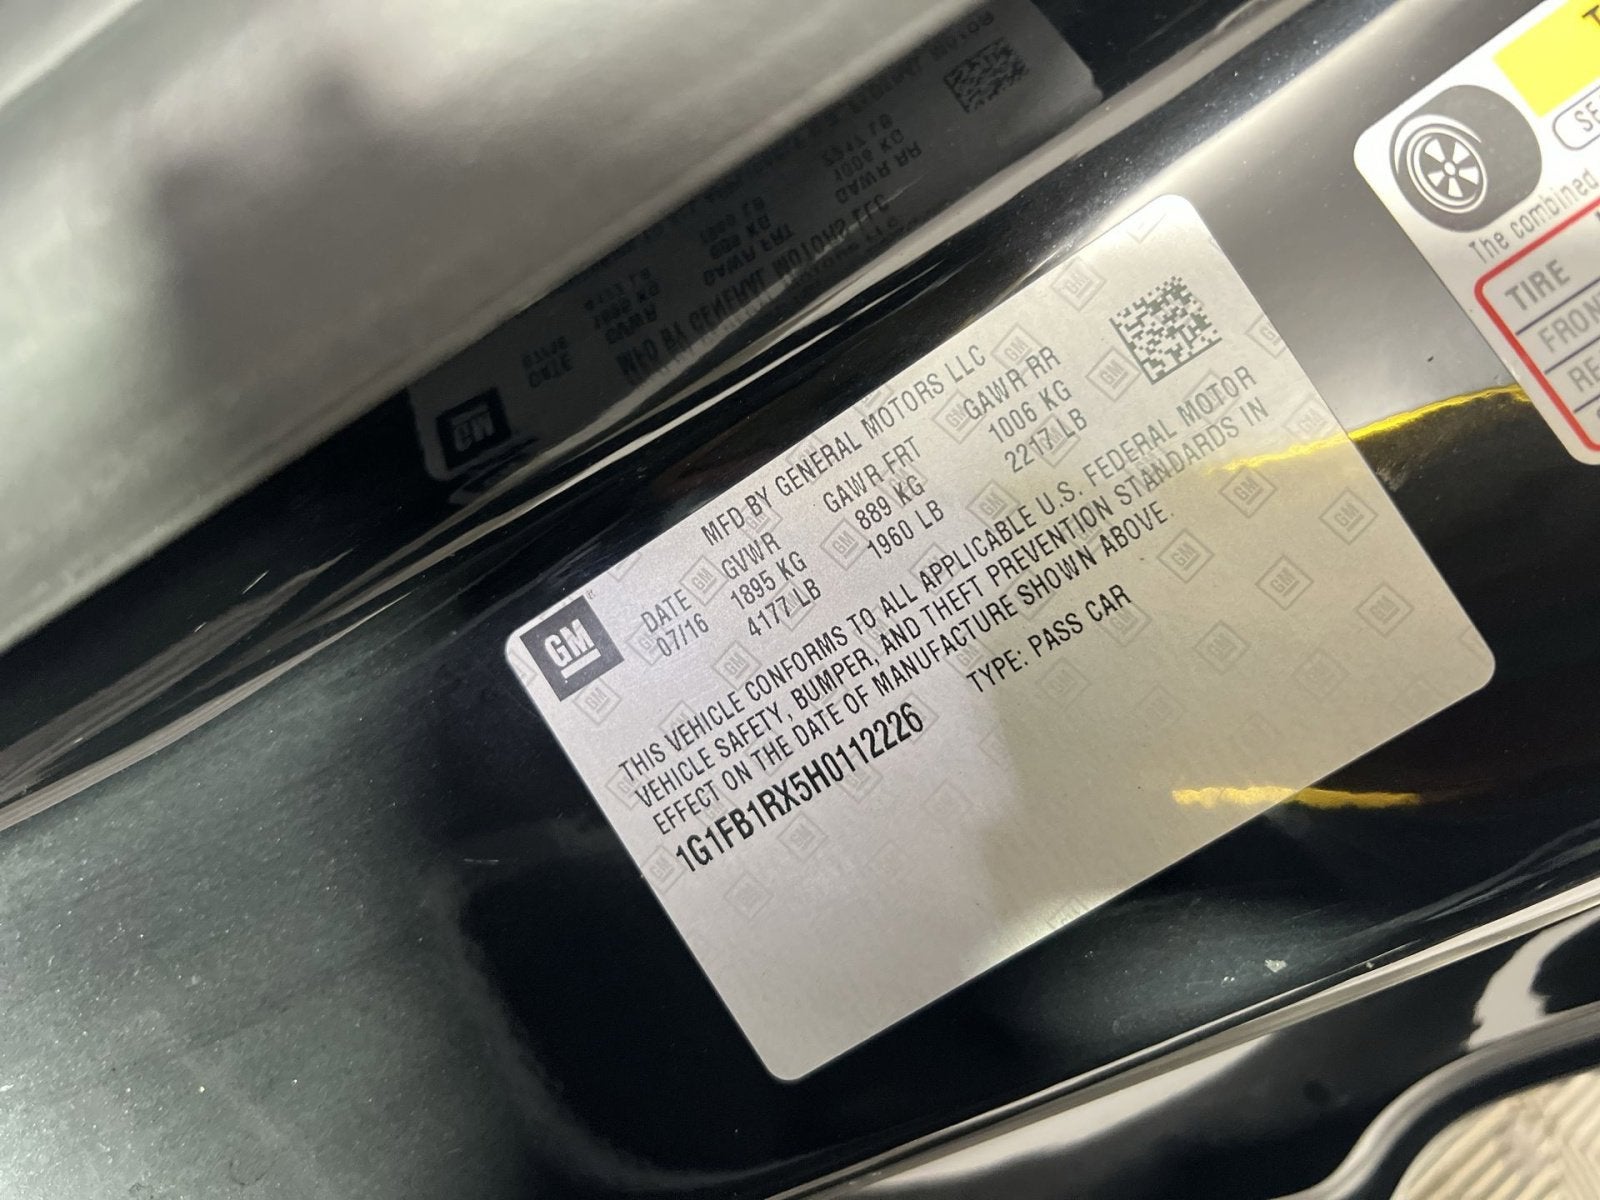 GM
MFD BY GENERAL MOTORS LLC
DATE GVWR GAWR FRT GAWR RR
07/16 1895 KG 889 KG 1006 KG
4177 LB 1960 LB 2217 LB
THIS VEHICLE CONFORMS TO ALL APPLICABLE U.S. FEDERAL MOTOR
VEHICLE SAFETY, BUMPER, AND THEFT PREVENTION STANDARDS IN
EFFECT ON THE DATE OF MANUFACTURE SHOWN ABOVE.
1G1FB1RX5H0112226 TYPE: PASS CAR
The combined
TIRE